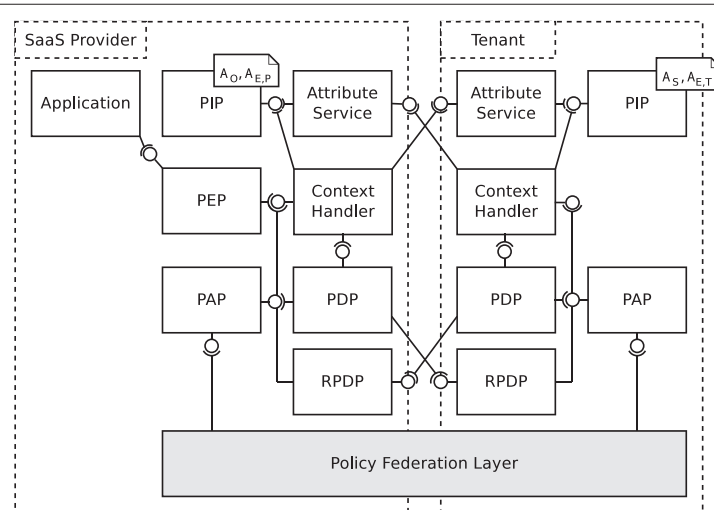 SaaS Provider
Tenant
A_O, A_E,P
A_S, A_E,T
Application
PIP
Attribute
Service
Attribute
Service
PIP
PEP
Context
Handler
Context
Handler
PAP
PDP
PDP
PAP
RPDP
RPDP
Policy Federation Layer